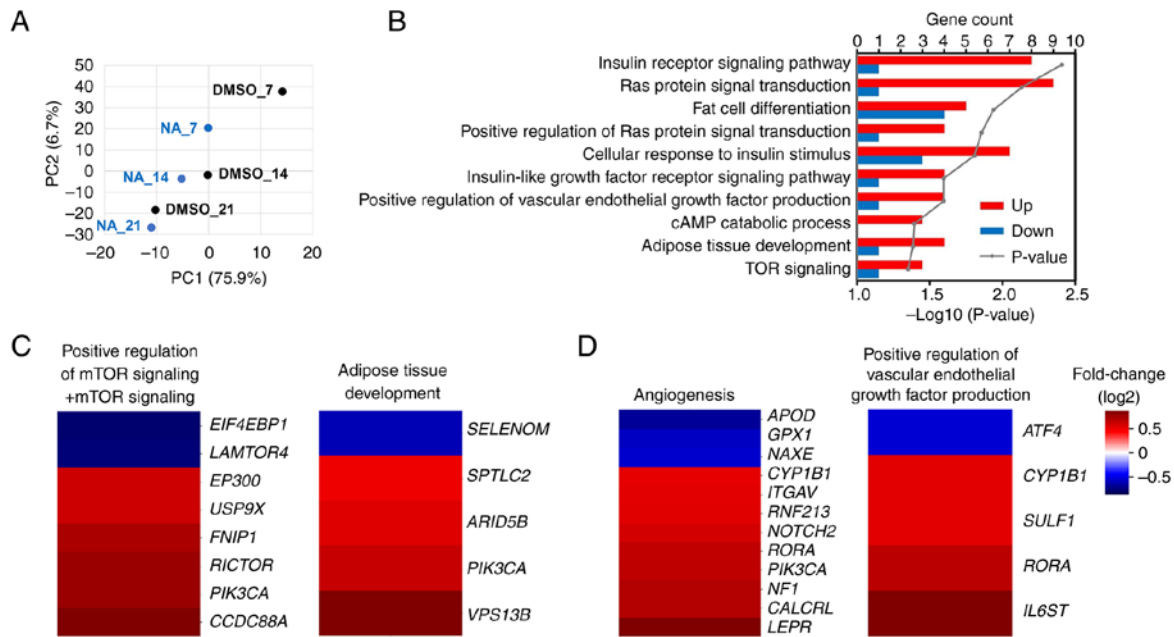 A
50
40
30
20
10
0
−10
−20
−30
PC2 (6.7%)
DMSO_7
NA_7
NA_14
DMSO_14
DMSO_21
NA_21
−20
−10
0
10
20
PC1 (75.9%)
B
Gene count
0 1 2 3 4 5 6 7 8 9 10
Insulin receptor signaling pathway
Ras protein signal transduction
Fat cell differentiation
Positive regulation of Ras protein signal transduction
Cellular response to insulin stimulus
Insulin-like growth factor receptor signaling pathway
Positive regulation of vascular endothelial growth factor production
cAMP catabolic process
Adipose tissue development
TOR signaling
Up
Down
P-value
1.0 1.5 2.0 2.5
−Log10 (P-value)
C
Positive regulation
of mTOR signaling
+mTOR signaling
EIF4EBP1
LAMTOR4
EP300
USP9X
FNIP1
RICTOR
PIK3CA
CCDC88A
Adipose tissue
development
SELENOM
SPTLC2
ARID5B
PIK3CA
VPS13B
D
Angiogenesis
APOD
GPX1
NAXE
CYP1B1
ITGAV
RNF213
NOTCH2
RORA
PIK3CA
NF1
CALCRL
LEPR
Positive regulation of
vascular endothelial
growth factor production
ATF4
CYP1B1
SULF1
RORA
IL6ST
Fold-change
(log2)
0.5
0
−0.5